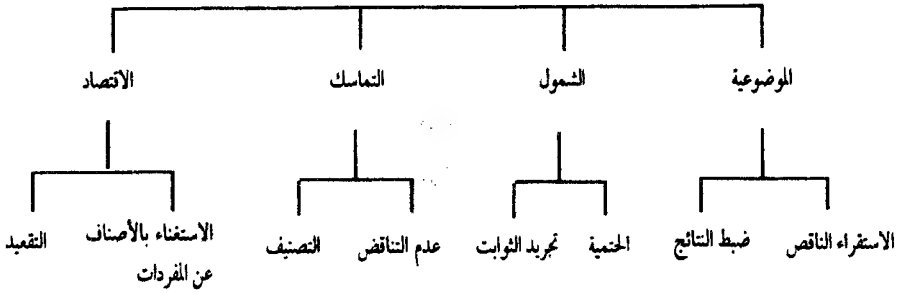 الموضوعية الشمول التماسك الاقتصاد
الاستقراء الناقص ضبط النتائج الحتمية تجريد الثوابت عدم التناقض التصنيف الاستغناء بالأصناف التقعيد
عن المفردات